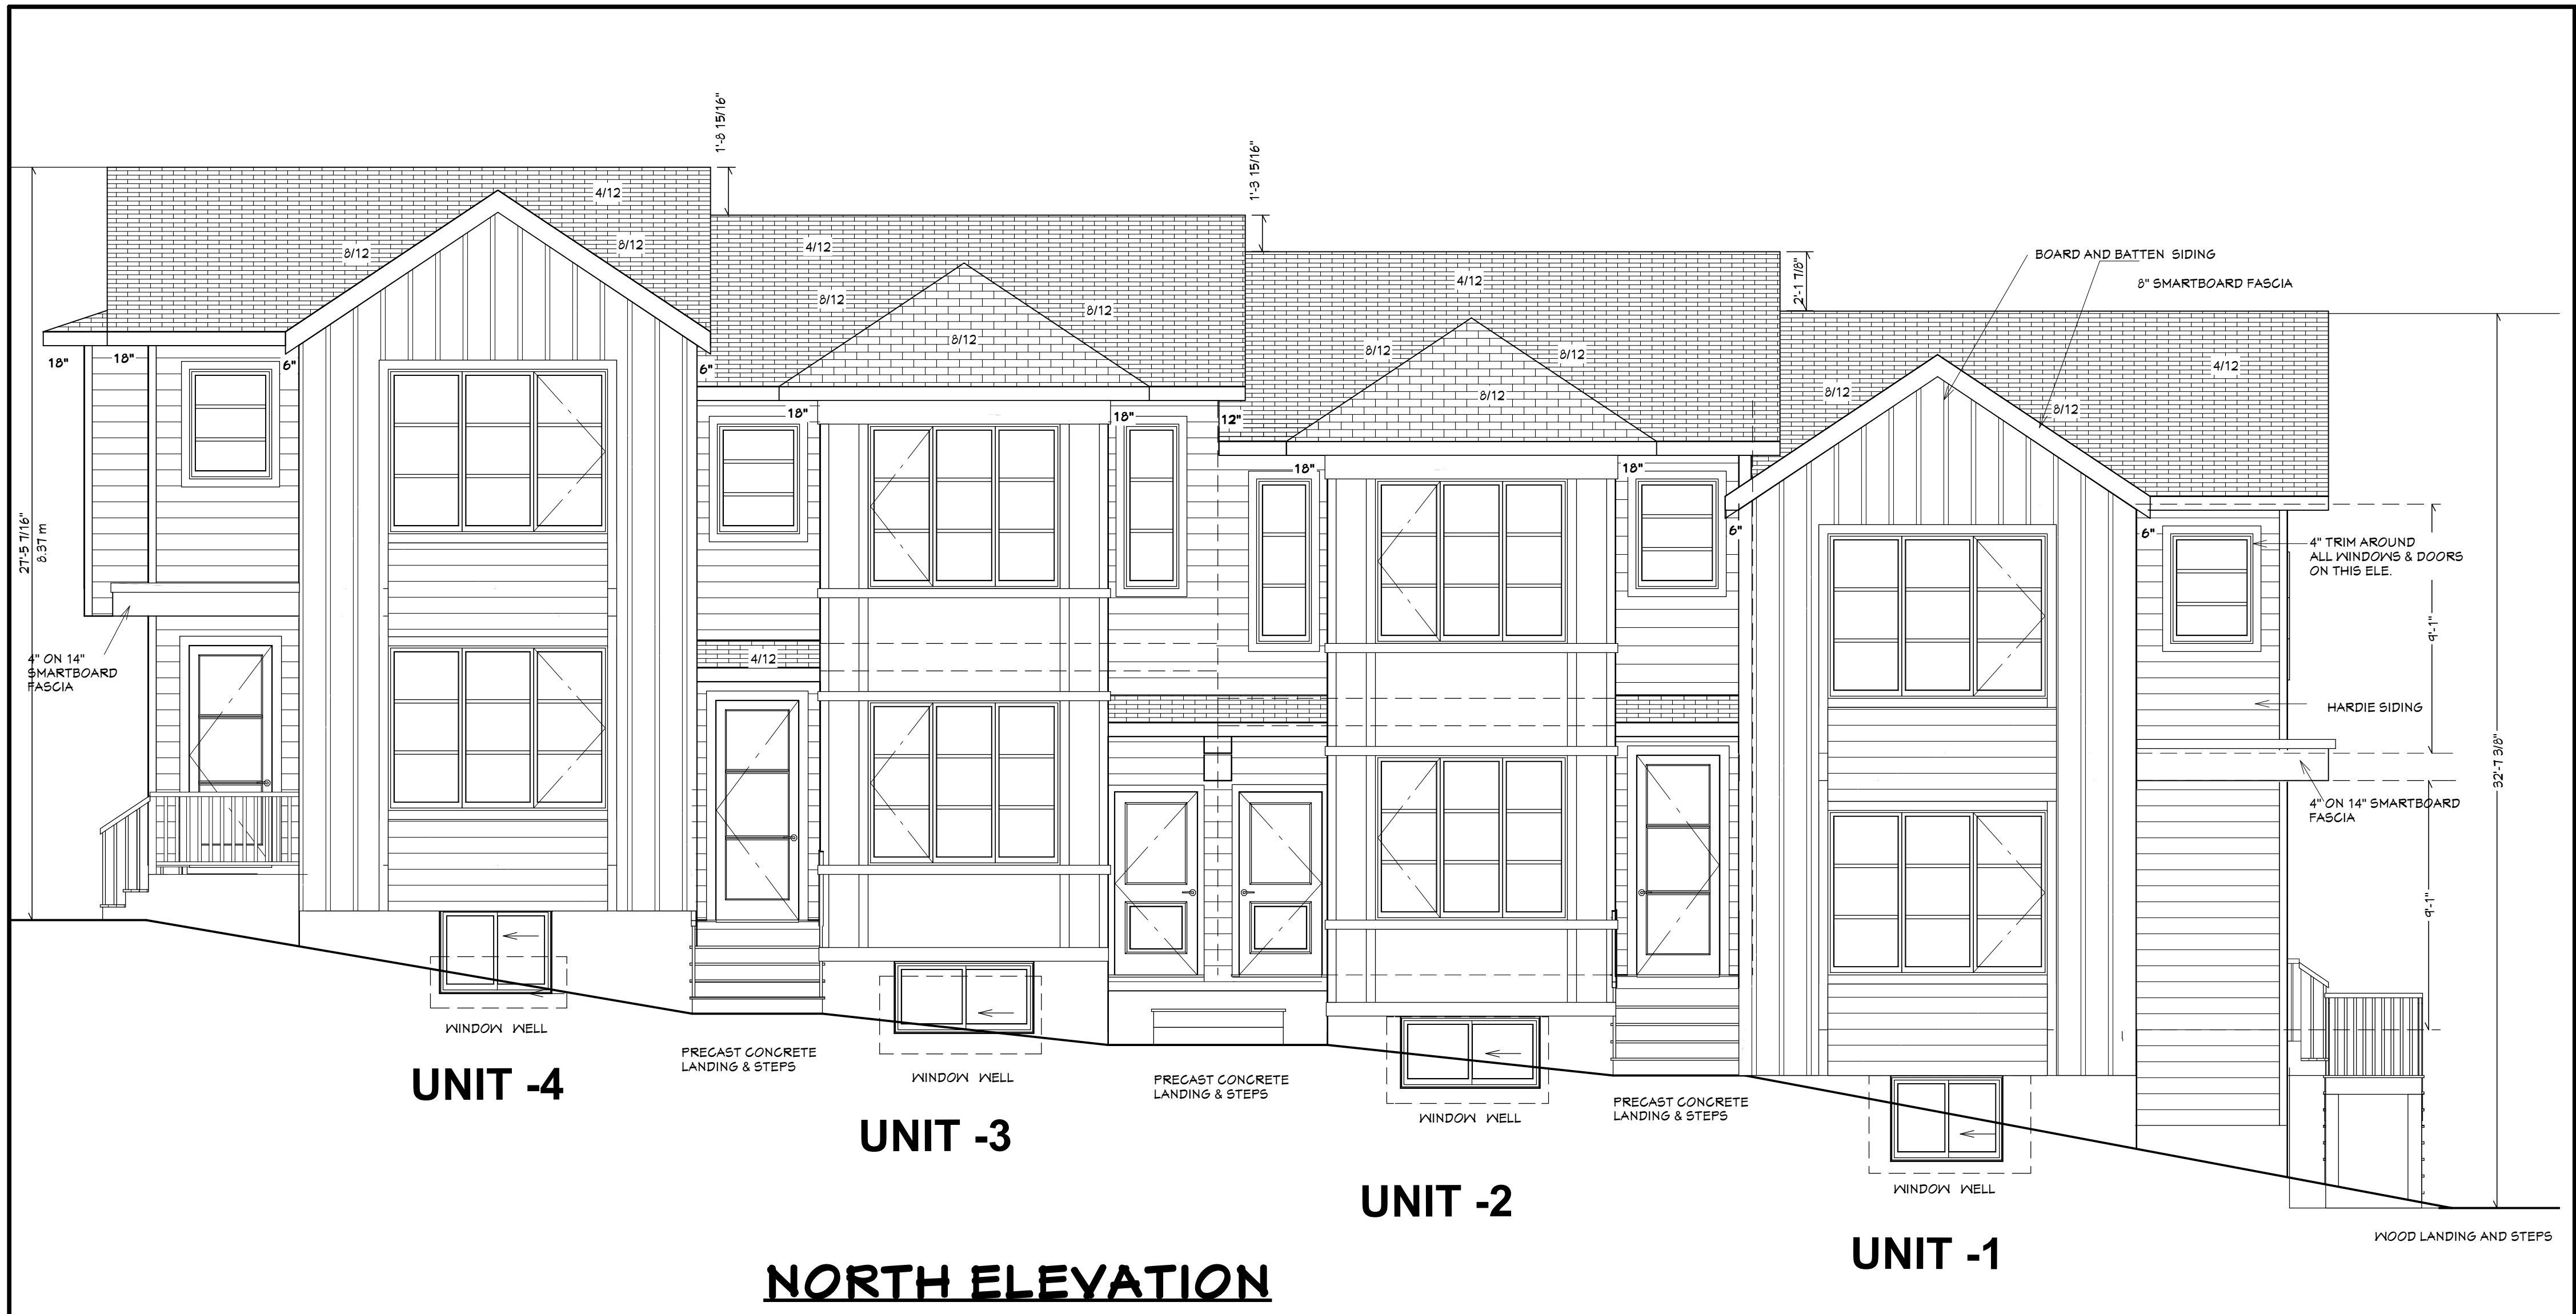 1'-8 15/16"
1'-3 15/16"
2'-1 7/8"
4/12
8/12
8/12
4/12
8/12
8/12
8/12
4/12
8/12
8/12
8/12
4/12
8/12
8/12
BOARD AND BATTEN SIDING
8" SMARTBOARD FASCIA
18"
18"
6"
6"
18"
18"
12"
18"
18"
6"
6"
27'-5 7/16"
8.37 m
4" TRIM AROUND
ALL WINDOWS & DOORS
ON THIS ELE.
4" ON 14"
SMARTBOARD
FASCIA
4/12
9'-1"
HARDIE SIDING
32'-7 3/8"
4" ON 14" SMARTBOARD
FASCIA
9'-1"
WINDOW WELL
PRECAST CONCRETE
LANDING & STEPS
WINDOW WELL
PRECAST CONCRETE
LANDING & STEPS
WINDOW WELL
PRECAST CONCRETE
LANDING & STEPS
WINDOW WELL
WOOD LANDING AND STEPS
UNIT -4
UNIT -3
UNIT -2
UNIT -1
NORTH ELEVATION